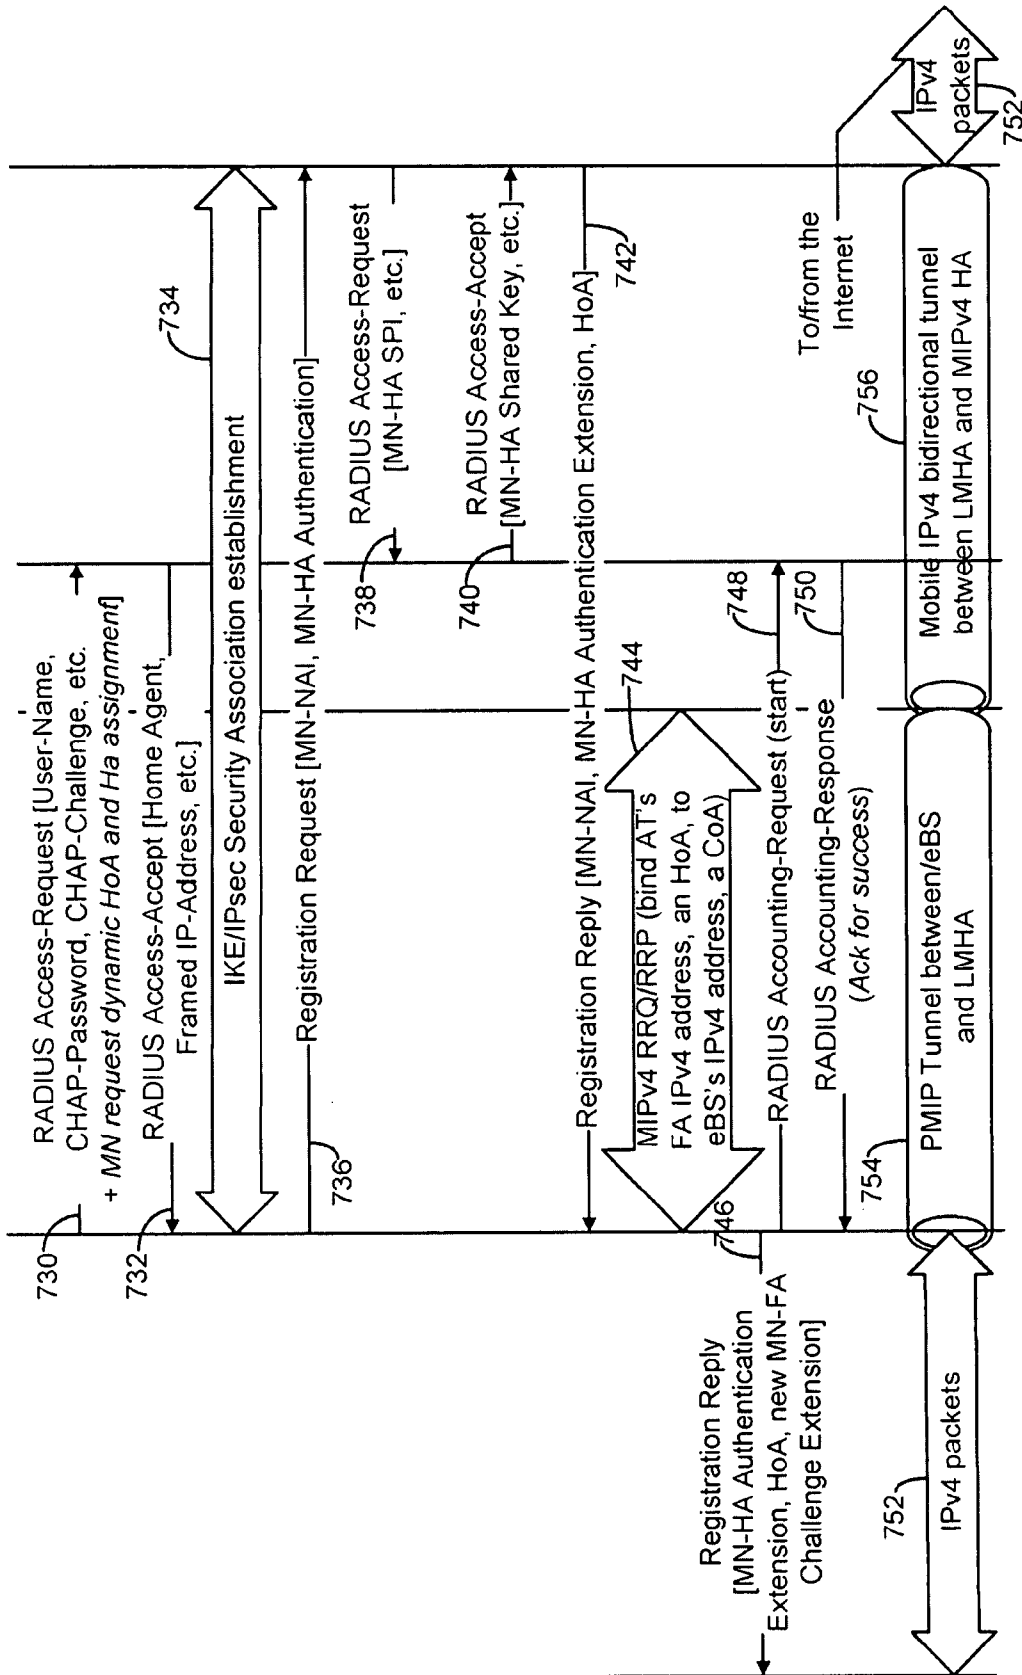 730
RADIUS Access-Request [User-Name,
CHAP-Password, CHAP-Challenge, etc.
+ MN request dynamic HoA and Ha assignment]
732
RADIUS Access-Accept [Home Agent,
Framed IP-Address, etc.]
734
IKE/IPsec Security Association establishment
Registration Request [MN-NAI, MN-HA Authentication]
736
RADIUS Access-Request
[MN-HA SPI, etc.]
738
RADIUS Access-Accept
[MN-HA Shared Key, etc.]
740
Registration Reply [MN-NAI, MN-HA Authentication Extension, HoA]
742
744
MIPv4 RRQ/RRP (bind AT's
FA IPv4 address, an HoA, to
eBS's IPv4 address, a CoA)
746
Registration Reply
[MN-HA Authentication
Extension, HoA, new MN-FA
Challenge Extension]
748
RADIUS Accounting-Request (start)
750
RADIUS Accounting-Response
(Ack for success)
To/from the
Internet
752
IPv4 packets
754
PMIP Tunnel between/eBS
and LMHA
756
Mobile IPv4 bidirectional tunnel
between LMHA and MIPv4 HA
IPv4
packets
752